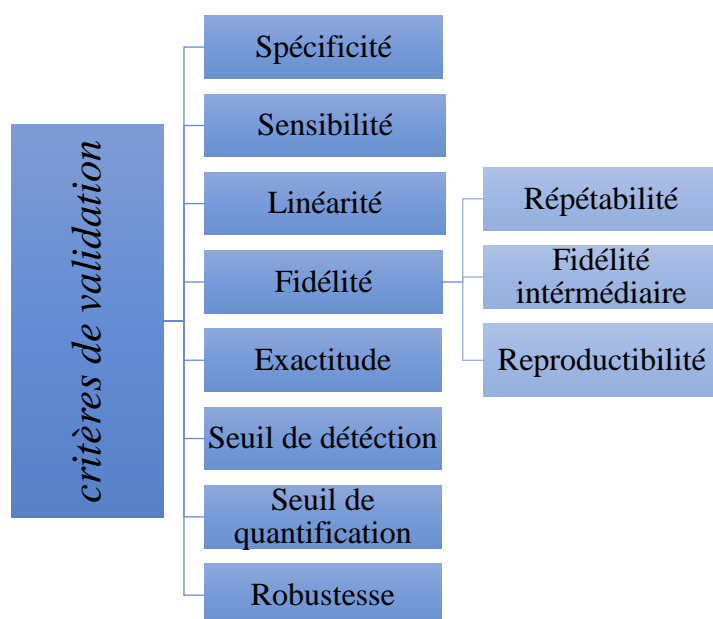 critères de validation
Spécificité
Sensibilité
Linéarité
Fidélité
Exactitude
Seuil de détéction
Seuil de
quantification
Robustesse
Répétabilité
Fidélité
intérmédiaire
Reproductibilité